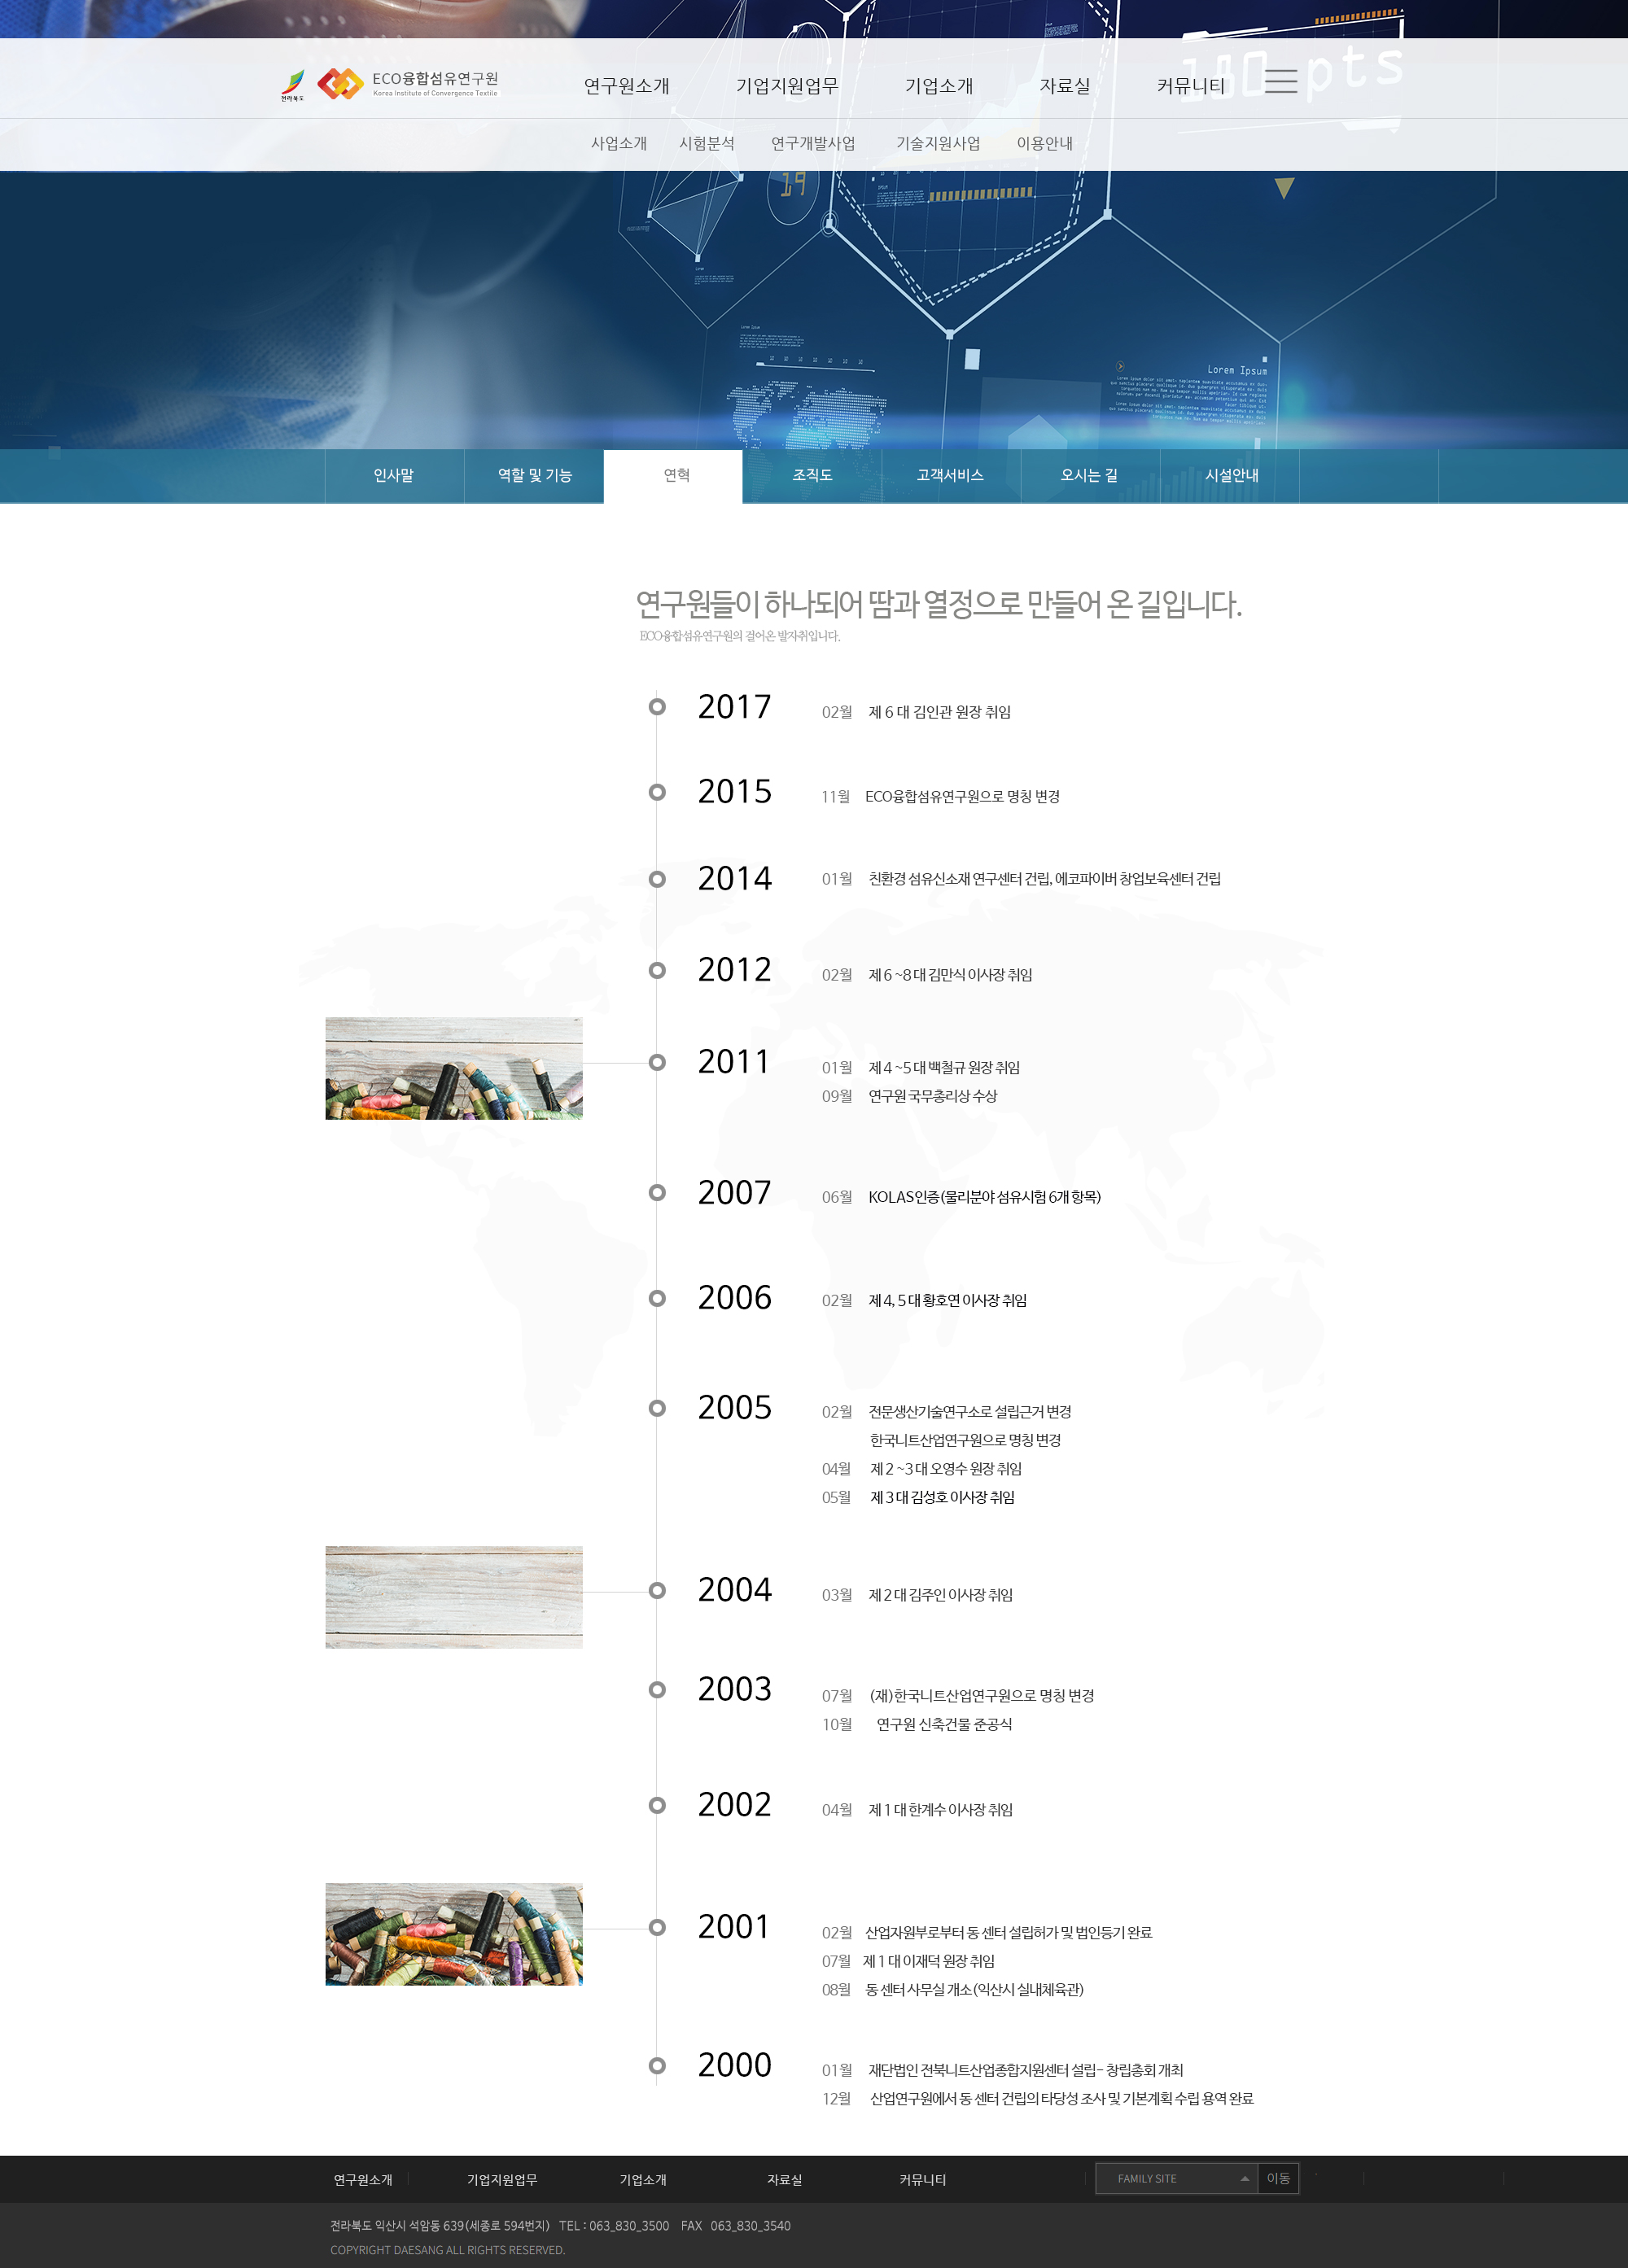 180 pts
전라북도
ECO융합섬유연구원
Korea Institute of Convergence Textile
연구원소개 기업지원업무 기업소개 자료실 커뮤니티
사업소개 시험분석 연구개발사업 기술지원사업 이용안내
19
Lorem Ipsum
인사말 역할 및 기능 연혁 조직도 고객서비스 오시는 길 시설안내
연구원들이 하나되어 땀과 열정으로 만들어 온 길입니다.
ECO융합섬유연구원의 걸어온 발자취입니다.
2017 02월 제 6 대 김인관 원장 취임
2015 11월 ECO융합섬유연구원으로 명칭 변경
2014 01월 친환경 섬유신소재 연구센터 건립, 에코파이버 창업보육센터 건립
2012 02월 제 6 ~8 대 김만식 이사장 취임
2011 01월 제 4 ~5 대 백철규 원장 취임
09월 연구원 국무총리상 수상
2007 06월 KOLAS인증(물리분야 섬유시험 6개 항목)
2006 02월 제 4, 5 대 황호연 이사장 취임
2005 02월 전문생산기술연구소로 설립근거 변경
한국니트산업연구원으로 명칭 변경
04월 제 2 ~3 대 오영수 원장 취임
05월 제 3 대 김성호 이사장 취임
2004 03월 제 2 대 김주인 이사장 취임
2003 07월 (재)한국니트산업연구원으로 명칭 변경
10월 연구원 신축건물 준공식
2002 04월 제 1 대 한계수 이사장 취임
2001 02월 산업자원부로부터 동 센터 설립허가 및 법인등기 완료
07월 제 1 대 이재덕 원장 취임
08월 동 센터 사무실 개소(익산시 실내체육관)
2000 01월 재단법인 전북니트산업종합지원센터 설립- 창립총회 개최
12월 산업연구원에서 동 센터 건립의 타당성 조사 및 기본계획 수립 용역 완료
연구원소개 기업지원업무 기업소개 자료실 커뮤니티 FAMILY SITE 이동
전라북도 익산시 석암동 639(세종로 594번지) TEL : 063_830_3500 FAX 063_830_3540
COPYRIGHT DAESANG ALL RIGHTS RESERVED.